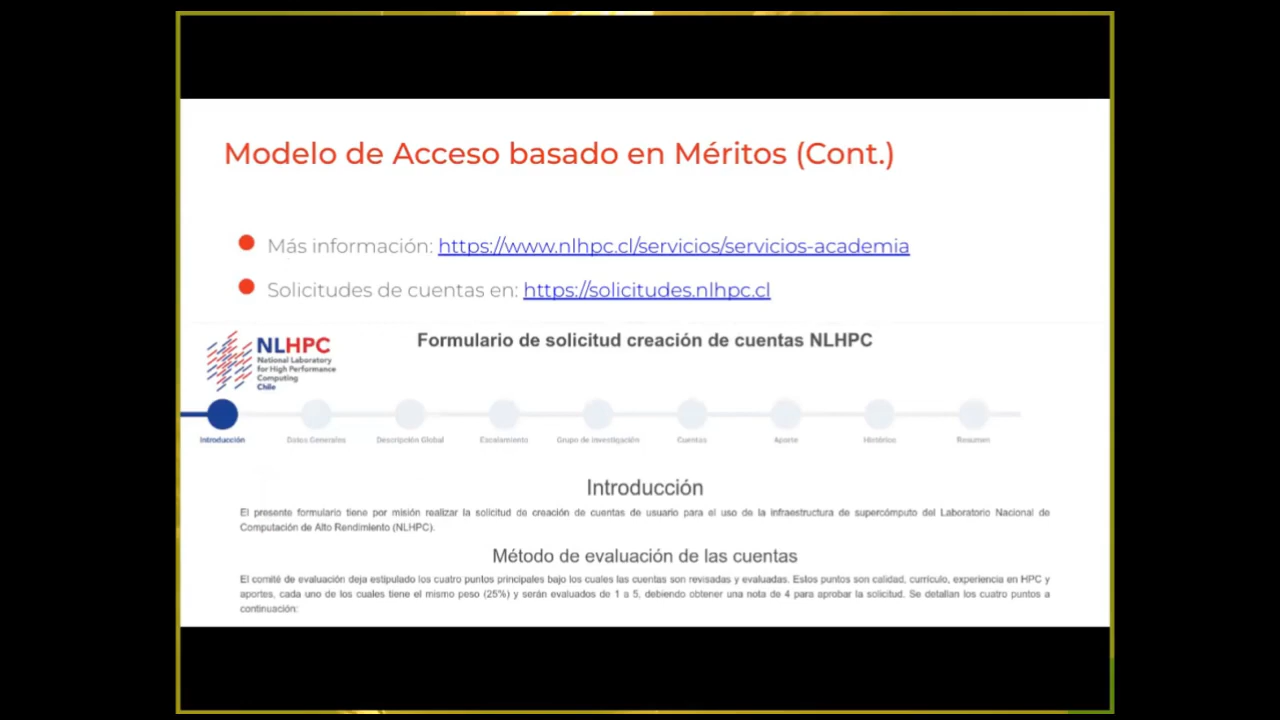 Modelo de Acceso basado en Méritos (Cont.)
Más información: https://www.nlhpc.cl/servicios/servicios-academia
Solicitudes de cuentas en: https://solicitudes.nlhpc.cl
NLHPC
National Laboratory
for High Performance
Computing
Chile
Formulario de solicitud creación de cuentas NLHPC
Introducción Datos Generales Descripción Global Escalamiento Grupo de investigación Cuentas Aporte Histórico Resumen
Introducción
El presente formulario tiene por misión realizar la solicitud de creación de cuentas de usuario para el uso de la infraestructura de supercómputo del Laboratorio Nacional de
Computación de Alto Rendimiento (NLHPC).
Método de evaluación de las cuentas
El comité de evaluación deja estipulado los cuatro puntos principales bajo los cuales las cuentas son revisadas y evaluadas. Estos puntos son calidad, currículo, experiencia en HPC y
aportes, cada uno de los cuales tiene el mismo peso (25%) y serán evaluados de 1 a 5, debiendo obtener una nota de 4 para aprobar la solicitud. Se detallan los cuatro puntos a
continuación: